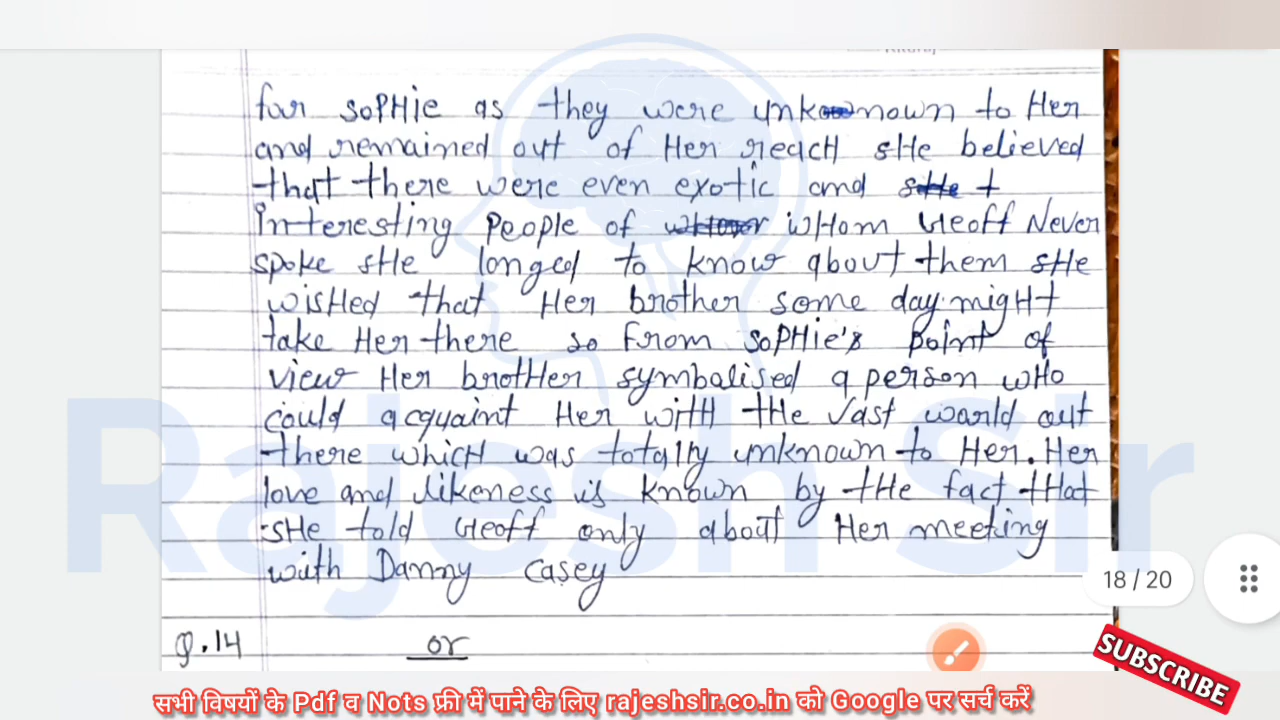 for SoPHie as they were unknown to Her
and remained out of Her reacH sHe believed
that there were even exotic and
interesting people of wHom Geoff Never
spoke sHe longed to know about them sHe
wisHed that Her brother some day might
take Her there so from SoPHie's point of
view Her brotHer symbalised a person wHo
could acquaint Her witH tHe vast warld out
there whicH was totally unknown to Her. Her
love and likeness is known by tHe fact tHat
sHe told Geoff only about Her meeting
with Danny Casey
18 / 20
Q.14 or
Rajesh Sir
SUBSCRIBE
सभी विषयों के Pdf व Nots फ्री में पाने के लिए rajeshsir.co.in को Google पर सर्च करें